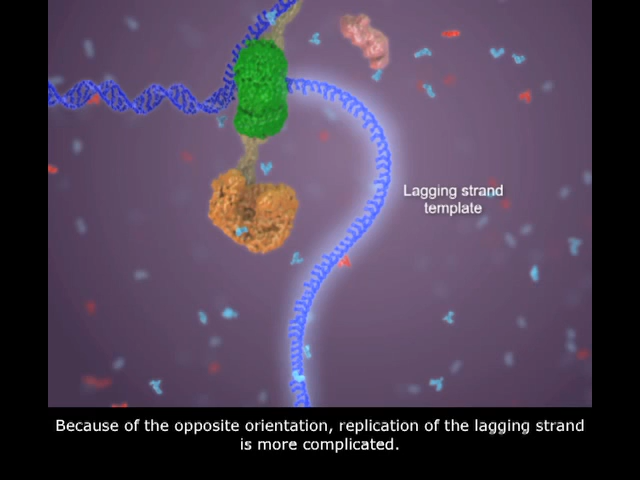 Lagging strand
template
Because of the opposite orientation, replication of the lagging strand
is more complicated.